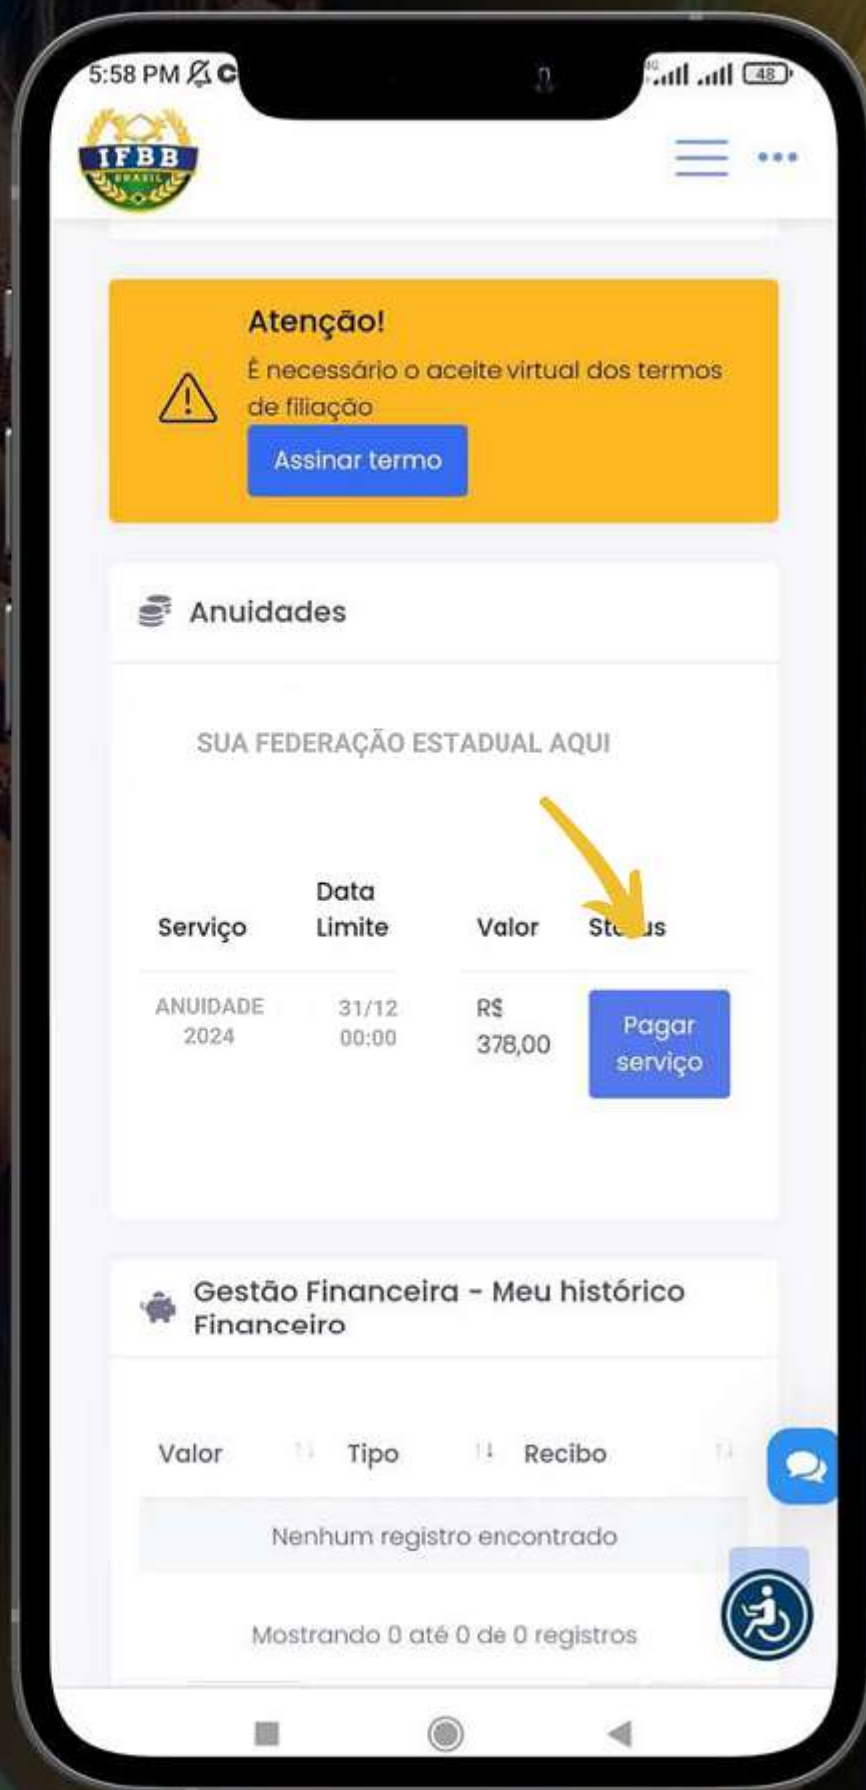 5:58 PM
4G
48
IFBB
BRASIL
Atenção!
É necessário o aceite virtual dos termos
de filiação
Assinar termo
Anuidades
SUA FEDERAÇÃO ESTADUAL AQUI
Serviço Data Limite Valor
ANUIDADE 2024 31/12 00:00 R$ 378,00 Pagar serviço
Gestão Financeira - Meu histórico
Financeiro
Valor Tipo Recibo
Nenhum registro encontrado
Mostrando 0 até 0 de 0 registros